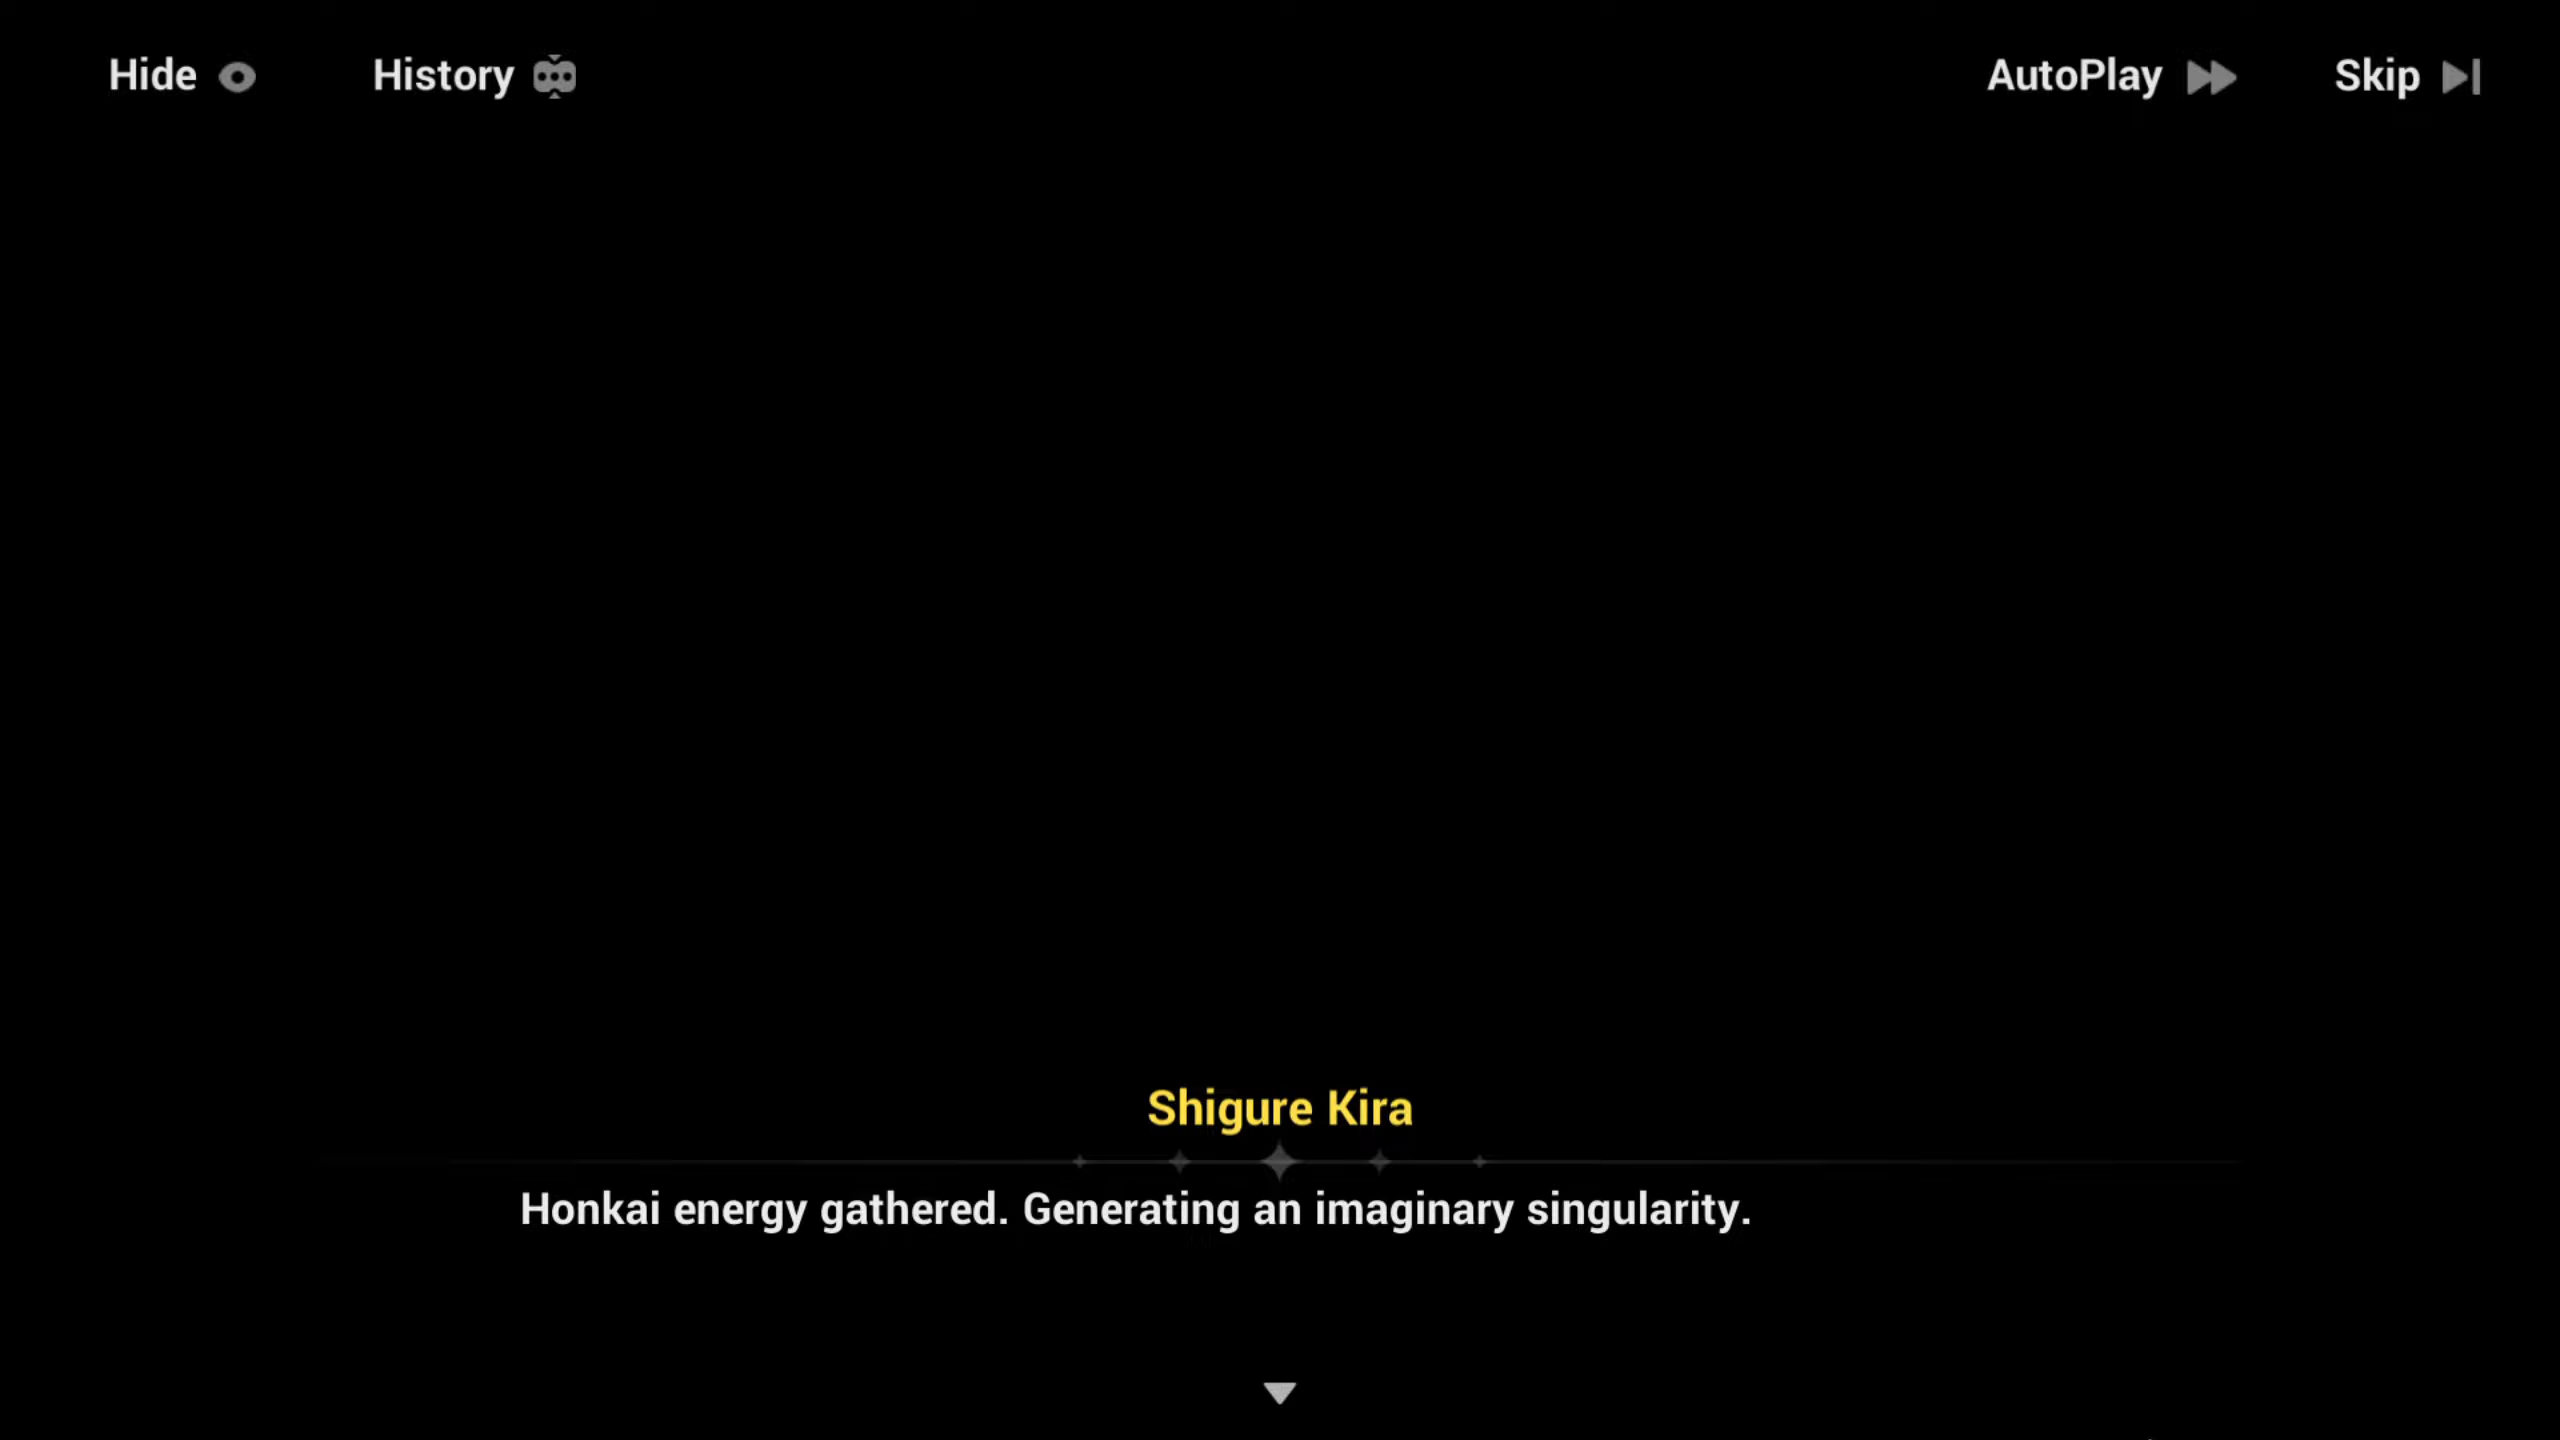 Hide
History
AutoPlay
Skip
Shigure Kira
Honkai energy gathered. Generating an imaginary singularity.